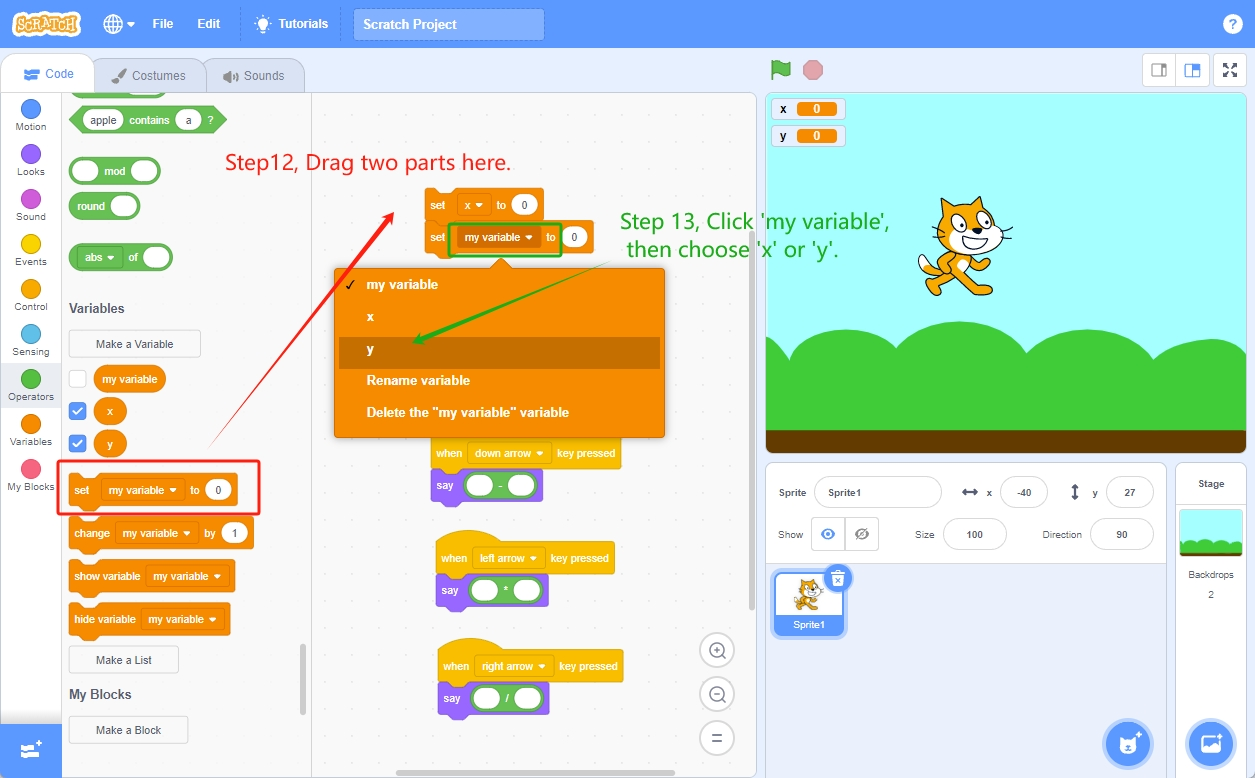 SCRATCH File Edit Tutorials Scratch Project ?
Code Costumes Sounds
Motion
Looks
Sound
Events
Control
Sensing
Operators
Variables
My Blocks
apple contains a ?
mod
round
abs of
Variables
Make a Variable
my variable
x
y
set my variable to 0
change my variable by 1
show variable my variable
hide variable my variable
Make a List
My Blocks
Make a Block
Step12, Drag two parts here.
set x to 0
set my variable to 0
Step 13, Click 'my variable',
then choose 'x' or 'y'.
✓ my variable
x
y
Rename variable
Delete the "my variable" variable
when down arrow key pressed
say -
when left arrow key pressed
say *
when right arrow key pressed
say /
x 0
y 0
Sprite Sprite1 x -40 y 27
Show Size 100 Direction 90
Sprite1
Stage
Backdrops
2